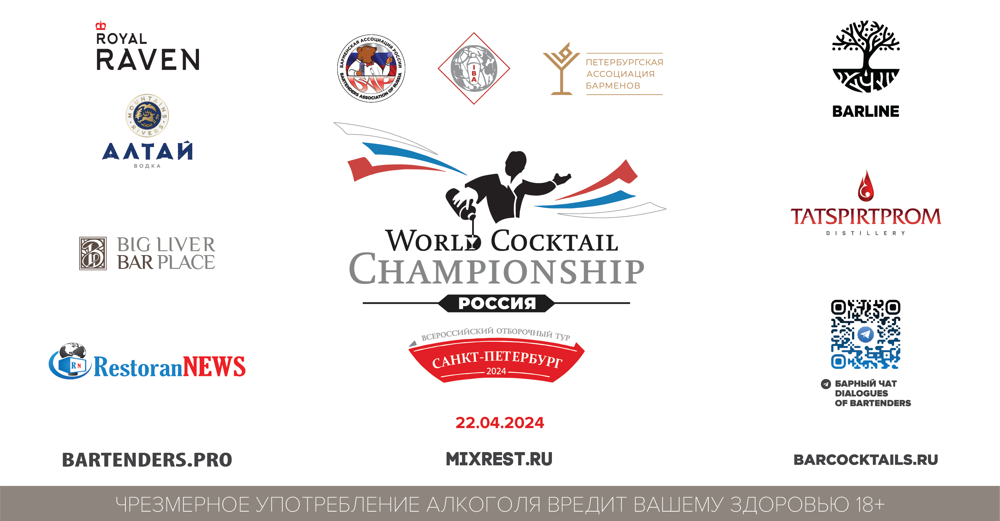 ROYAL
RAVEN
MOUNTAINS
RIVERS
АЛТАЙ
ВОДКА
BIG LIVER
BAR PLACE
RN
RestoranNEWS
BARTENDERS.PRO
БАРМЕНСКАЯ АССОЦИАЦИЯ РОССИИ
БАР
BARTENDERS ASSOCIATION OF RUSSIA
IBA
ПЕТЕРБУРГСКАЯ
АССОЦИАЦИЯ
БАРМЕНОВ
WORLD COCKTAIL
CHAMPIONSHIP
РОССИЯ
ВСЕРОССИЙСКИЙ ОТБОРОЧНЫЙ ТУР
САНКТ-ПЕТЕРБУРГ
2024
22.04.2024
MIXREST.RU
BARLINE
TATSPIRTPROM
DISTILLERY
БАРНЫЙ ЧАТ
DIALOGUES
OF BARTENDERS
BARCOCKTAILS.RU
ЧРЕЗМЕРНОЕ УПОТРЕБЛЕНИЕ АЛКОГОЛЯ ВРЕДИТ ВАШЕМУ ЗДОРОВЬЮ 18+